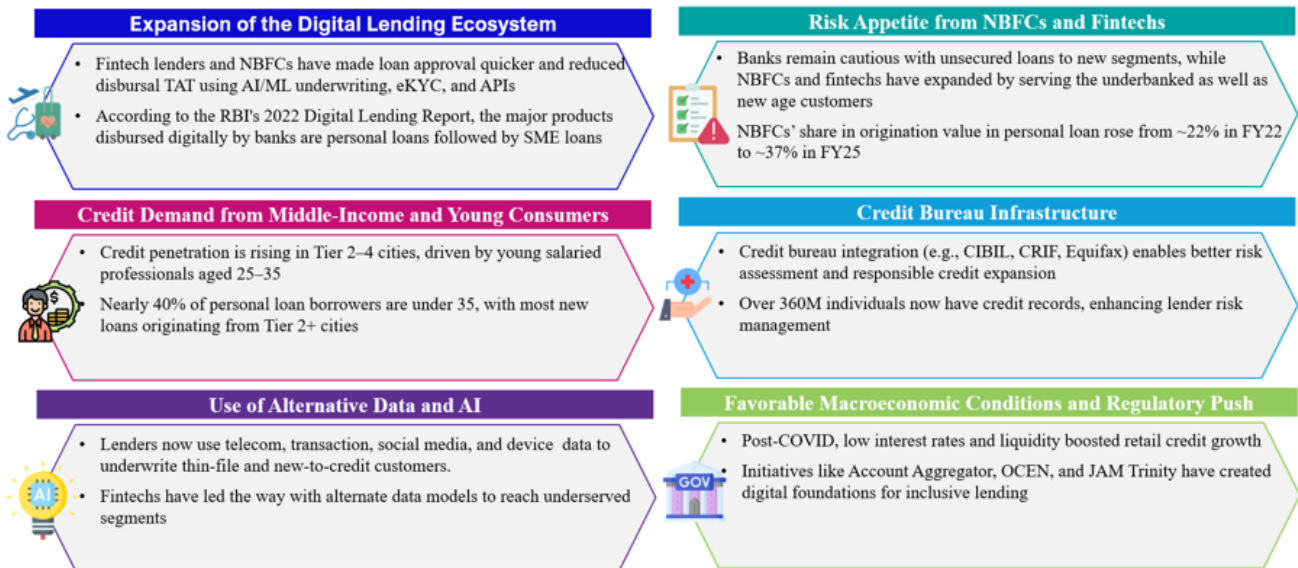 Expansion of the Digital Lending Ecosystem
• Fintech lenders and NBFCs have made loan approval quicker and reduced
disbursal TAT using AI/ML underwriting, eKYC, and APIs
• According to the RBI's 2022 Digital Lending Report, the major products
disbursed digitally by banks are personal loans followed by SME loans
Risk Appetite from NBFCs and Fintechs
• Banks remain cautious with unsecured loans to new segments, while
NBFCs and fintechs have expanded by serving the underbanked as well as
new age customers
• NBFCs' share in origination value in personal loan rose from ~22% in FY22
to ~37% in FY25
Credit Demand from Middle-Income and Young Consumers
• Credit penetration is rising in Tier 2–4 cities, driven by young salaried
professionals aged 25–35
• Nearly 40% of personal loan borrowers are under 35, with most new
loans originating from Tier 2+ cities
Credit Bureau Infrastructure
• Credit bureau integration (e.g., CIBIL, CRIF, Equifax) enables better risk
assessment and responsible credit expansion
• Over 360M individuals now have credit records, enhancing lender risk
management
Use of Alternative Data and AI
• Lenders now use telecom, transaction, social media, and device data to
underwrite thin-file and new-to-credit customers.
• Fintechs have led the way with alternate data models to reach underserved
segments
AI
Favorable Macroeconomic Conditions and Regulatory Push
• Post-COVID, low interest rates and liquidity boosted retail credit growth
• Initiatives like Account Aggregator, OCEN, and JAM Trinity have created
digital foundations for inclusive lending
GOV